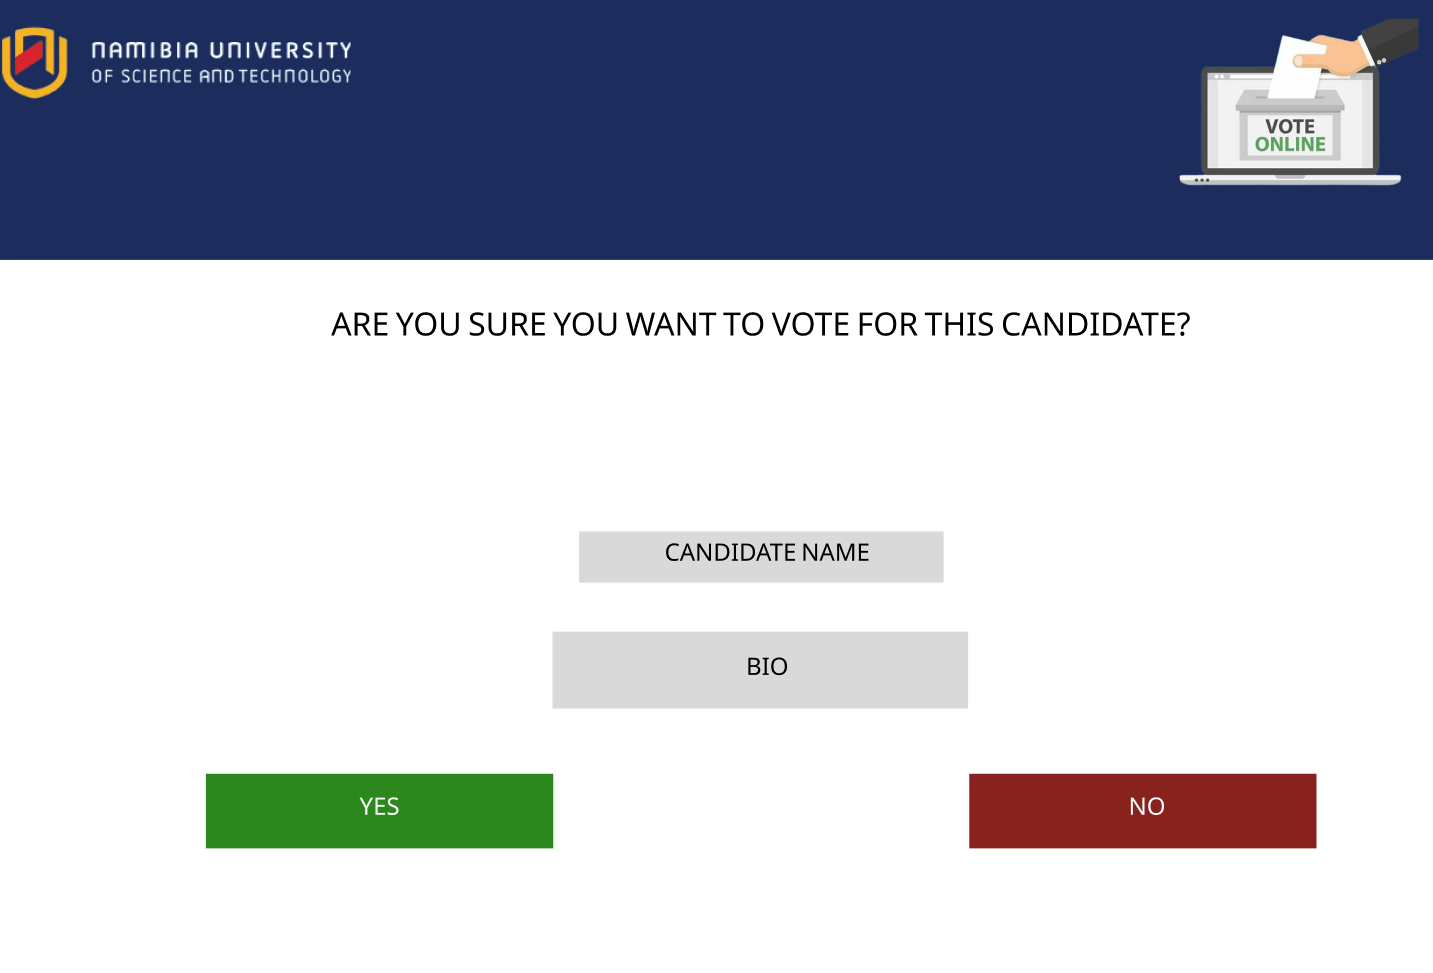 NAMIBIA UNIVERSITY
OF SCIENCE AND TECHNOLOGY
VOTE
ONLINE
ARE YOU SURE YOU WANT TO VOTE FOR THIS CANDIDATE?
CANDIDATE NAME
BIO
YES
NO